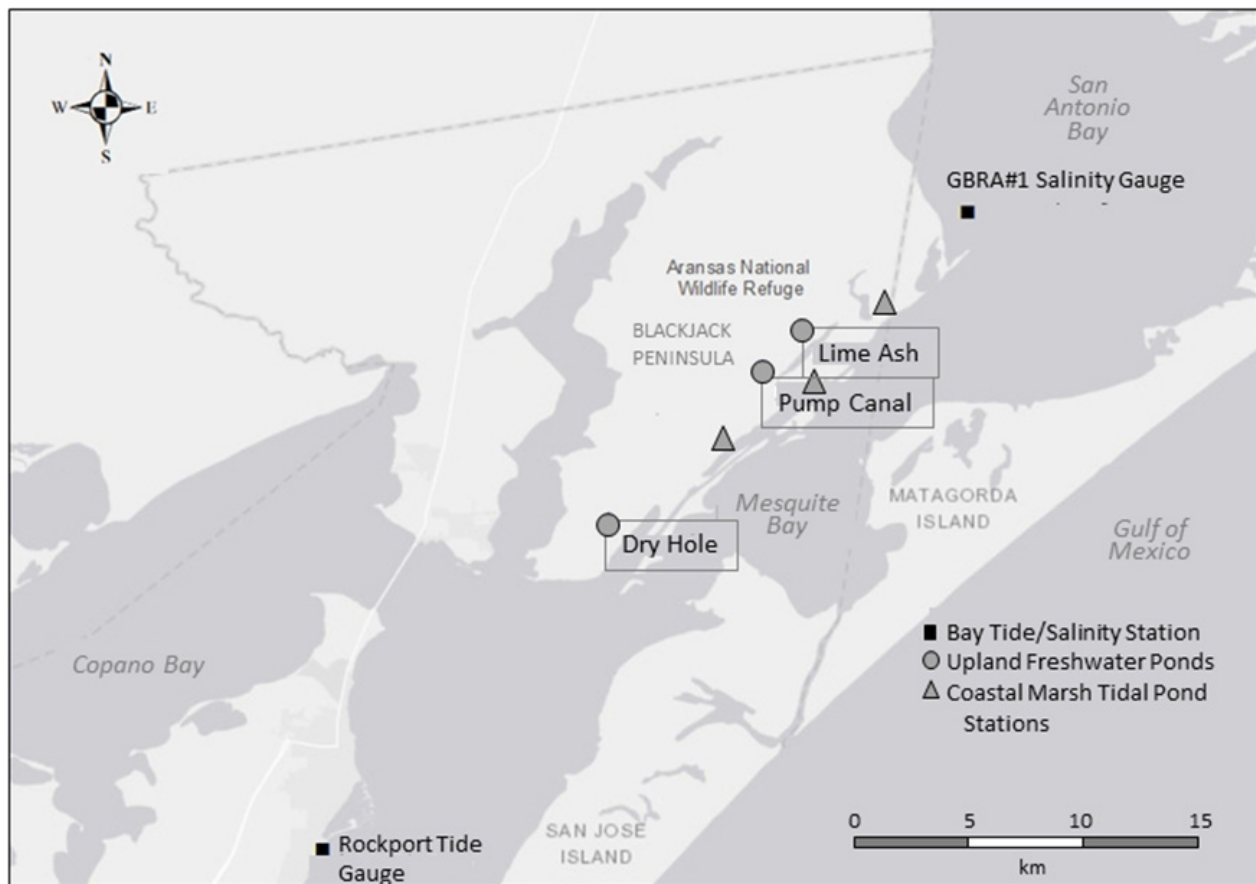 N
W E
S
San
Antonio
Bay
GBRA#1 Salinity Gauge
Aransas National
Wildlife Refuge
BLACKJACK
PENINSULA
Lime Ash
Pump Canal
Mesquite
Bay
MATAGORDA
ISLAND
Gulf of
Mexico
Dry Hole
Copano Bay
Bay Tide/Salinity Station
Upland Freshwater Ponds
Coastal Marsh Tidal Pond
Stations
SAN JOSE
ISLAND
Rockport Tide
Gauge
0 5 10 15
km